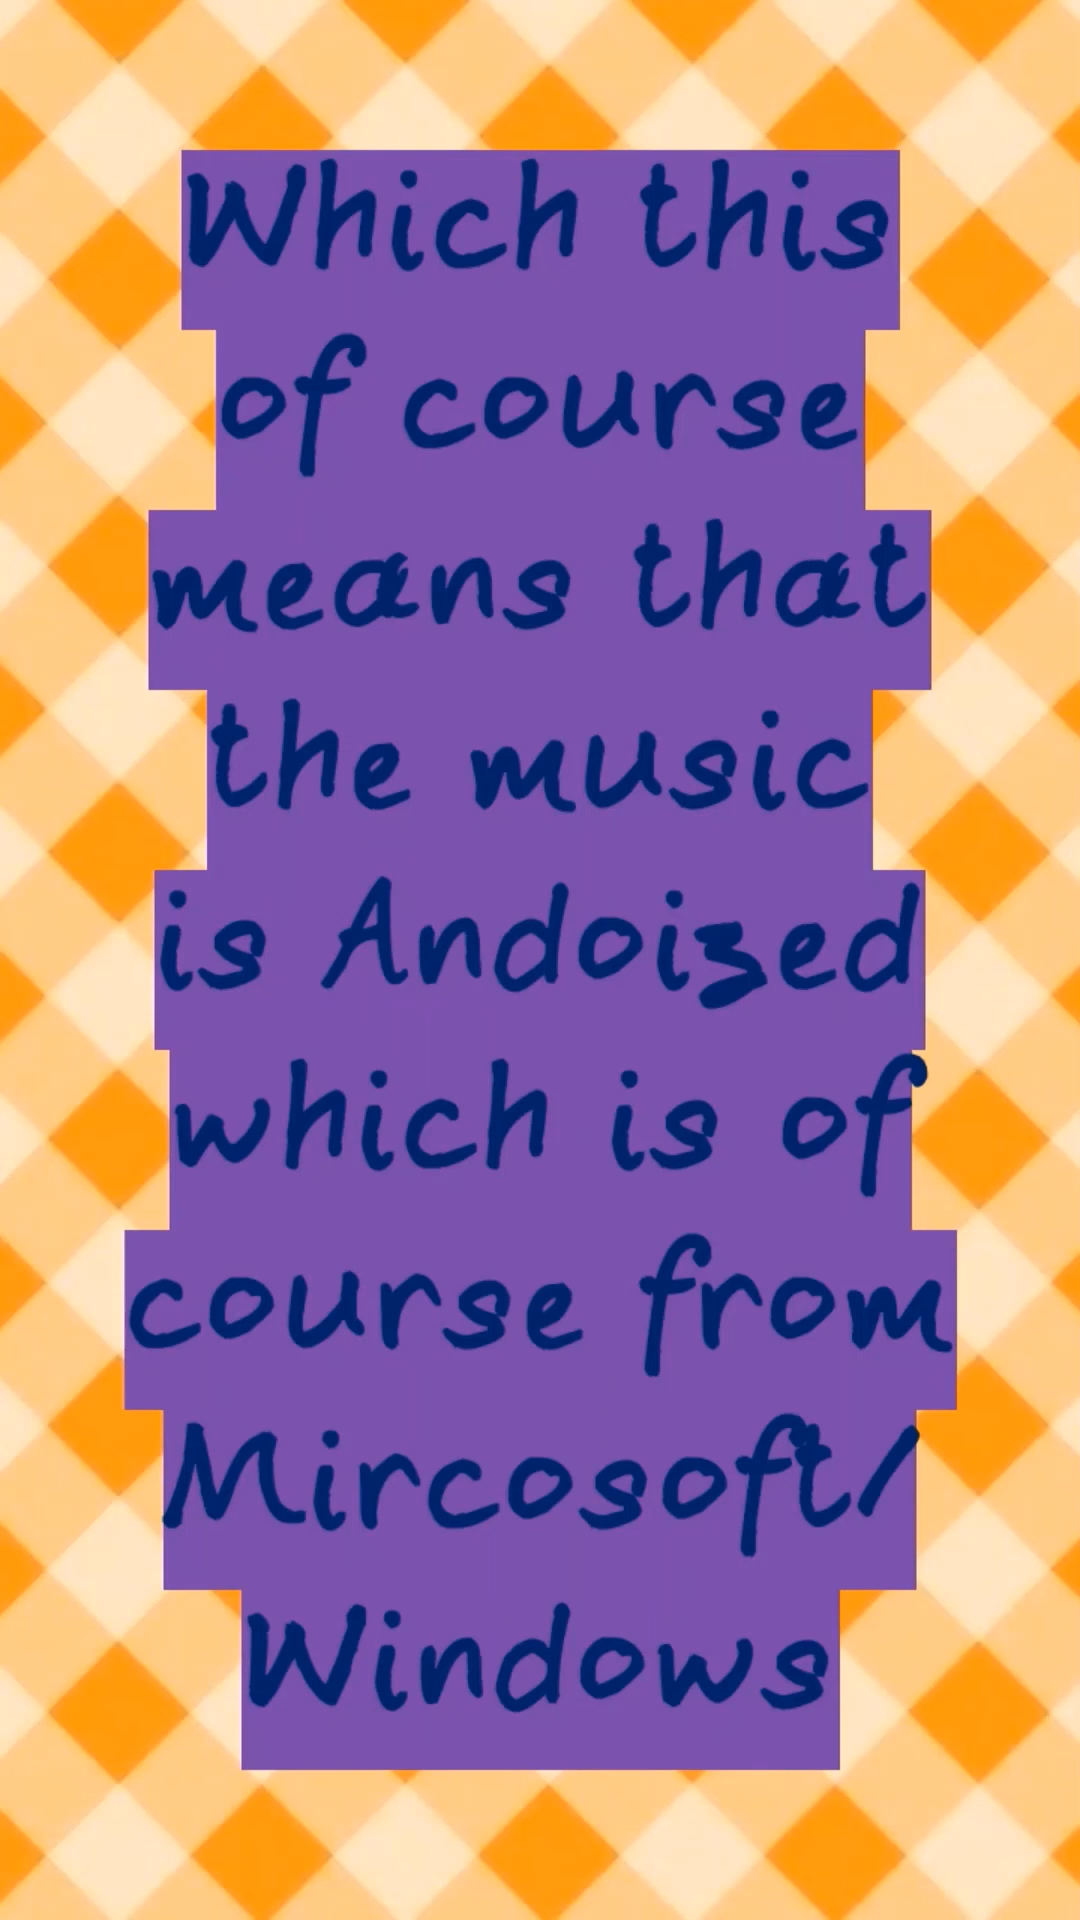 Which this
of course
means that
the music
is Andoized
which is of
course from
Mircosoft/
Windows